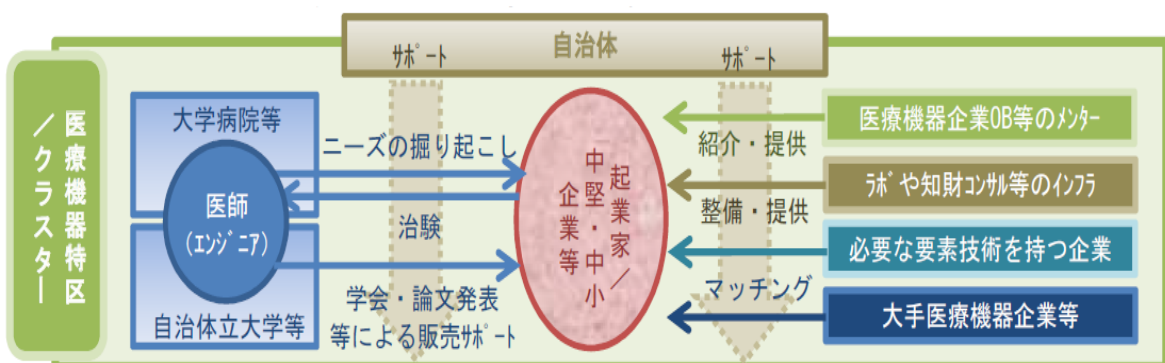 自治体
サポート
サポート
医療機器特区
／クラスター
大学病院等
医師
(エンジニア)
自治体立大学等
ニーズの掘り起こし
治験
学会・論文発表
等による販売サポート
起業家／
中堅・中小
企業等
紹介・提供
整備・提供
マッチング
医療機器企業OB等のメンター
ラボや知財コンサル等のインフラ
必要な要素技術を持つ企業
大手医療機器企業等